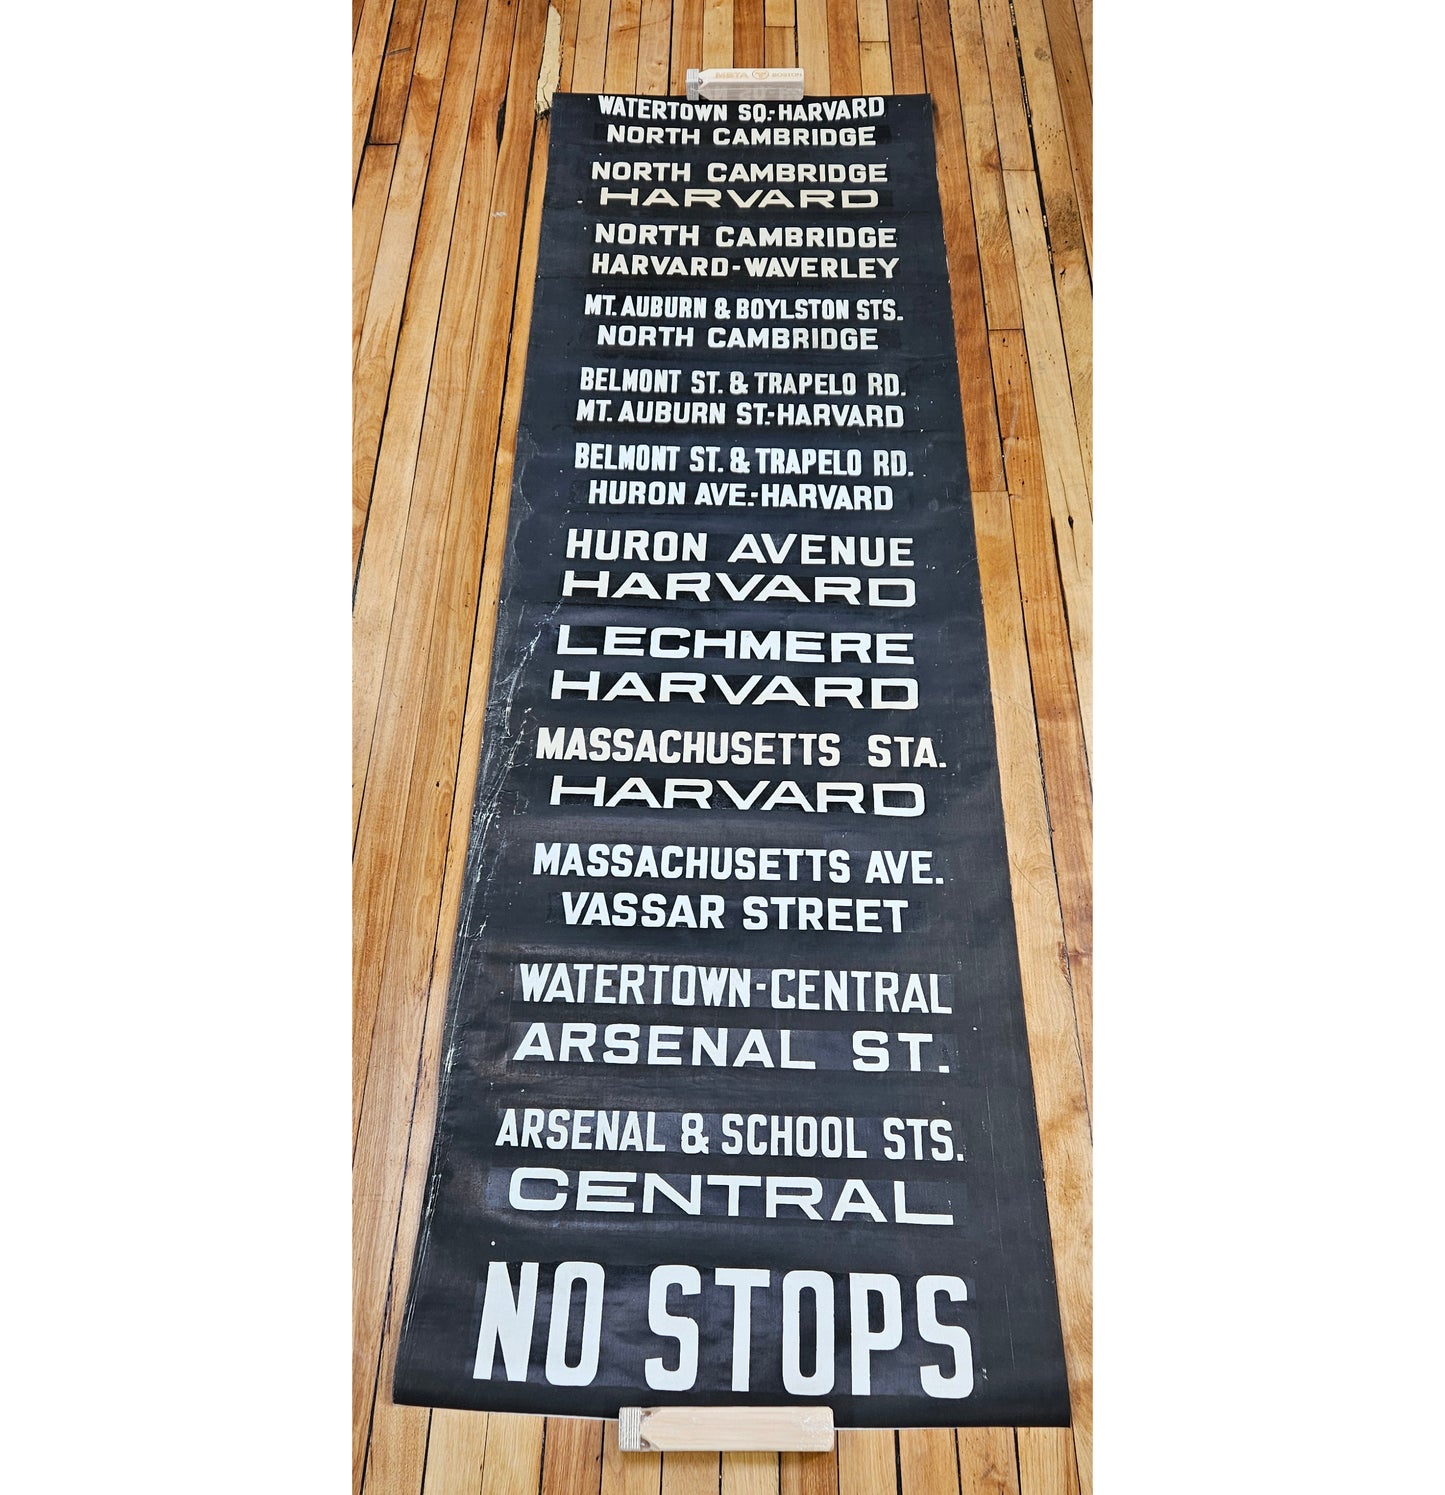 MBTA BOSTON
WATERTOWN SQ.-HARVARD
NORTH CAMBRIDGE
NORTH CAMBRIDGE
HARVARD
NORTH CAMBRIDGE
HARVARD-WAVERLEY
MT. AUBURN & BOYLSTON STS.
NORTH CAMBRIDGE
BELMONT ST. & TRAPELO RD.
MT. AUBURN ST.-HARVARD
BELMONT ST. & TRAPELO RD.
HURON AVE.-HARVARD
HURON AVENUE
HARVARD
LECHMERE
HARVARD
MASSACHUSETTS STA.
HARVARD
MASSACHUSETTS AVE.
VASSAR STREET
WATERTOWN-CENTRAL
ARSENAL ST.
ARSENAL & SCHOOL STS.
CENTRAL
NO STOPS